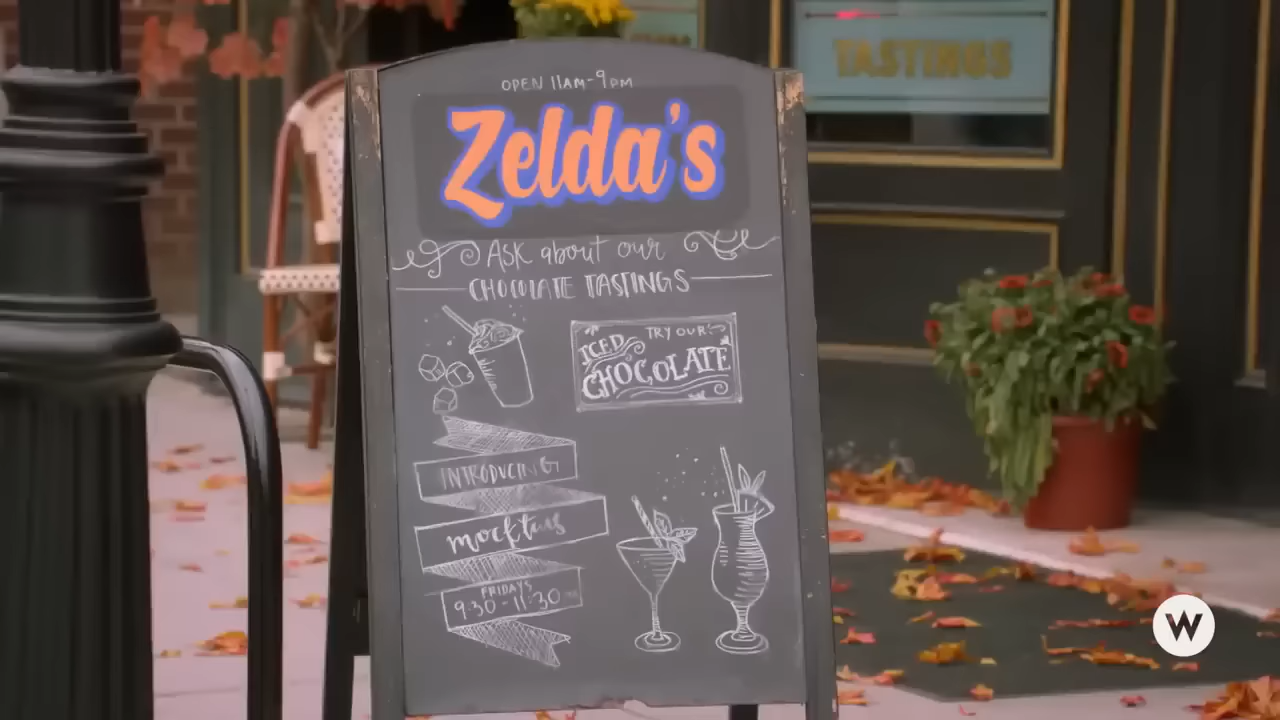 OPEN 11AM-9PM
Zelda's
ASK about our
CHOCOLATE TASTINGS
TRY OUR
ICED
CHOCOLATE
INTRODUCING
mocktails
FRIDAYS
9:30-11:30
TASTINGS
W